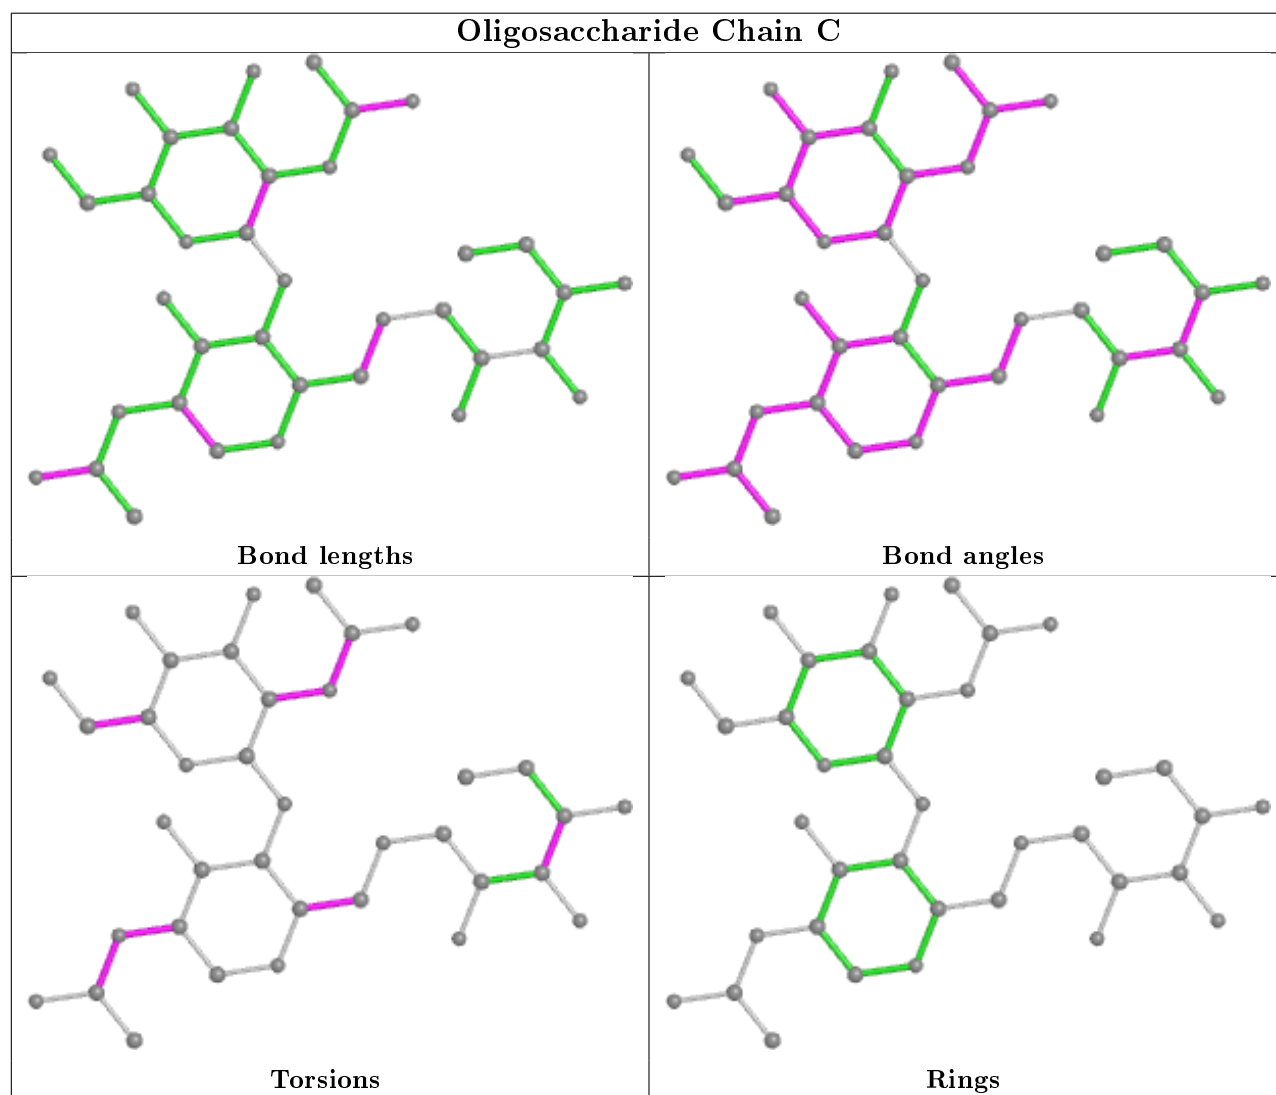 Oligosaccharide Chain C
Bond lengths
Bond angles
Torsions
Rings